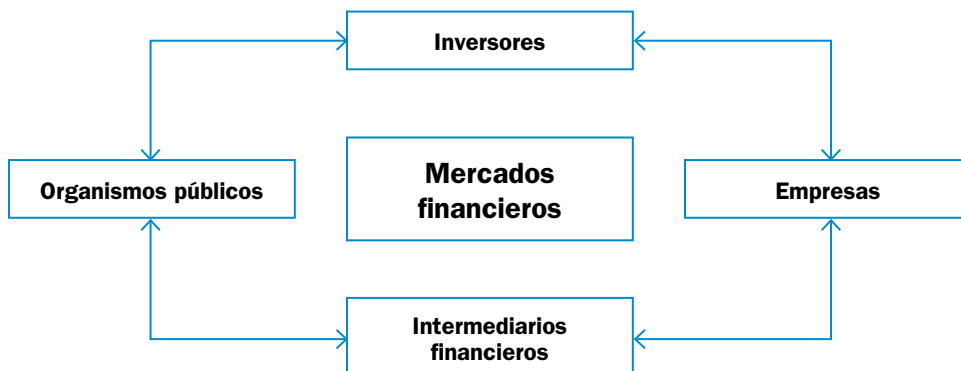 Inversores
Organismos públicos
Mercados
financieros
Empresas
Intermediarios
financieros